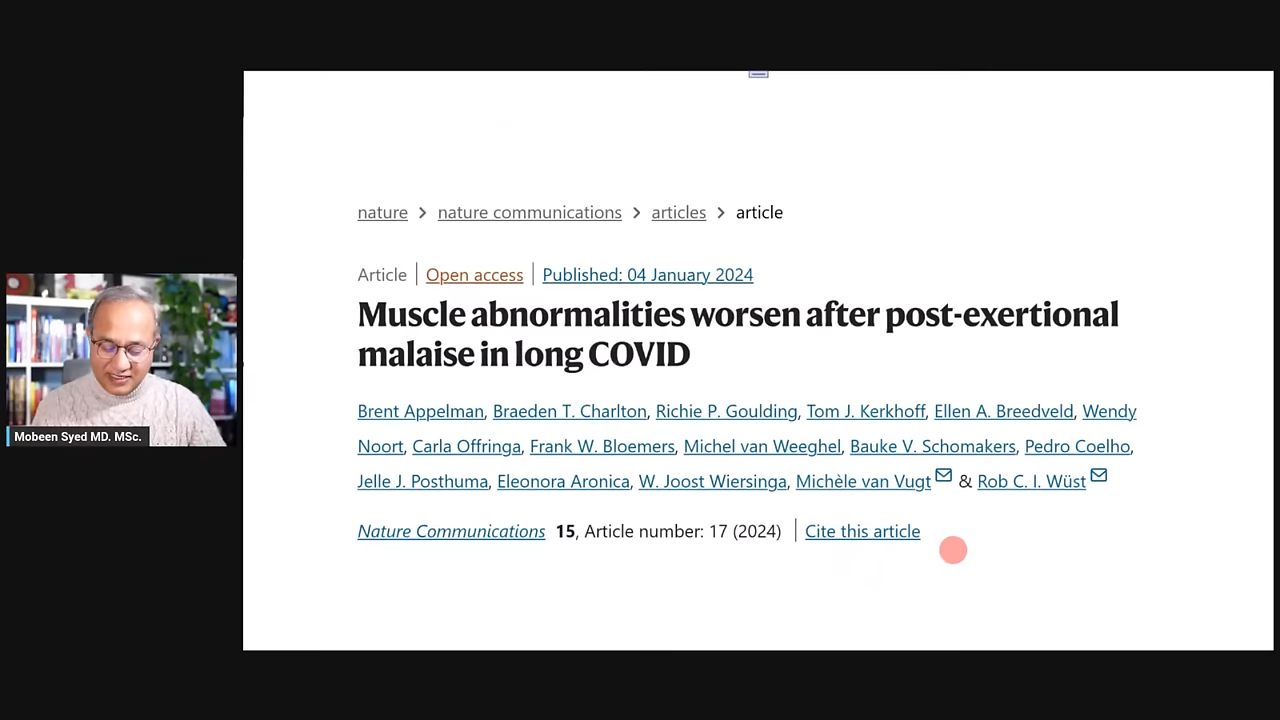 nature > nature communications > articles > article
Article | Open access | Published: 04 January 2024
Muscle abnormalities worsen after post-exertional
malaise in long COVID
Brent Appelman, Braeden T. Charlton, Richie P. Goulding, Tom J. Kerkhoff, Ellen A. Breedveld, Wendy
Noort, Carla Offringa, Frank W. Bloemers, Michel van Weeghel, Bauke V. Schomakers, Pedro Coelho,
Jelle J. Posthuma, Eleonora Aronica, W. Joost Wiersinga, Michèle van Vugt & Rob C. I. Wüst
Nature Communications 15, Article number: 17 (2024) | Cite this article
Mobeen Syed MD. MSc.